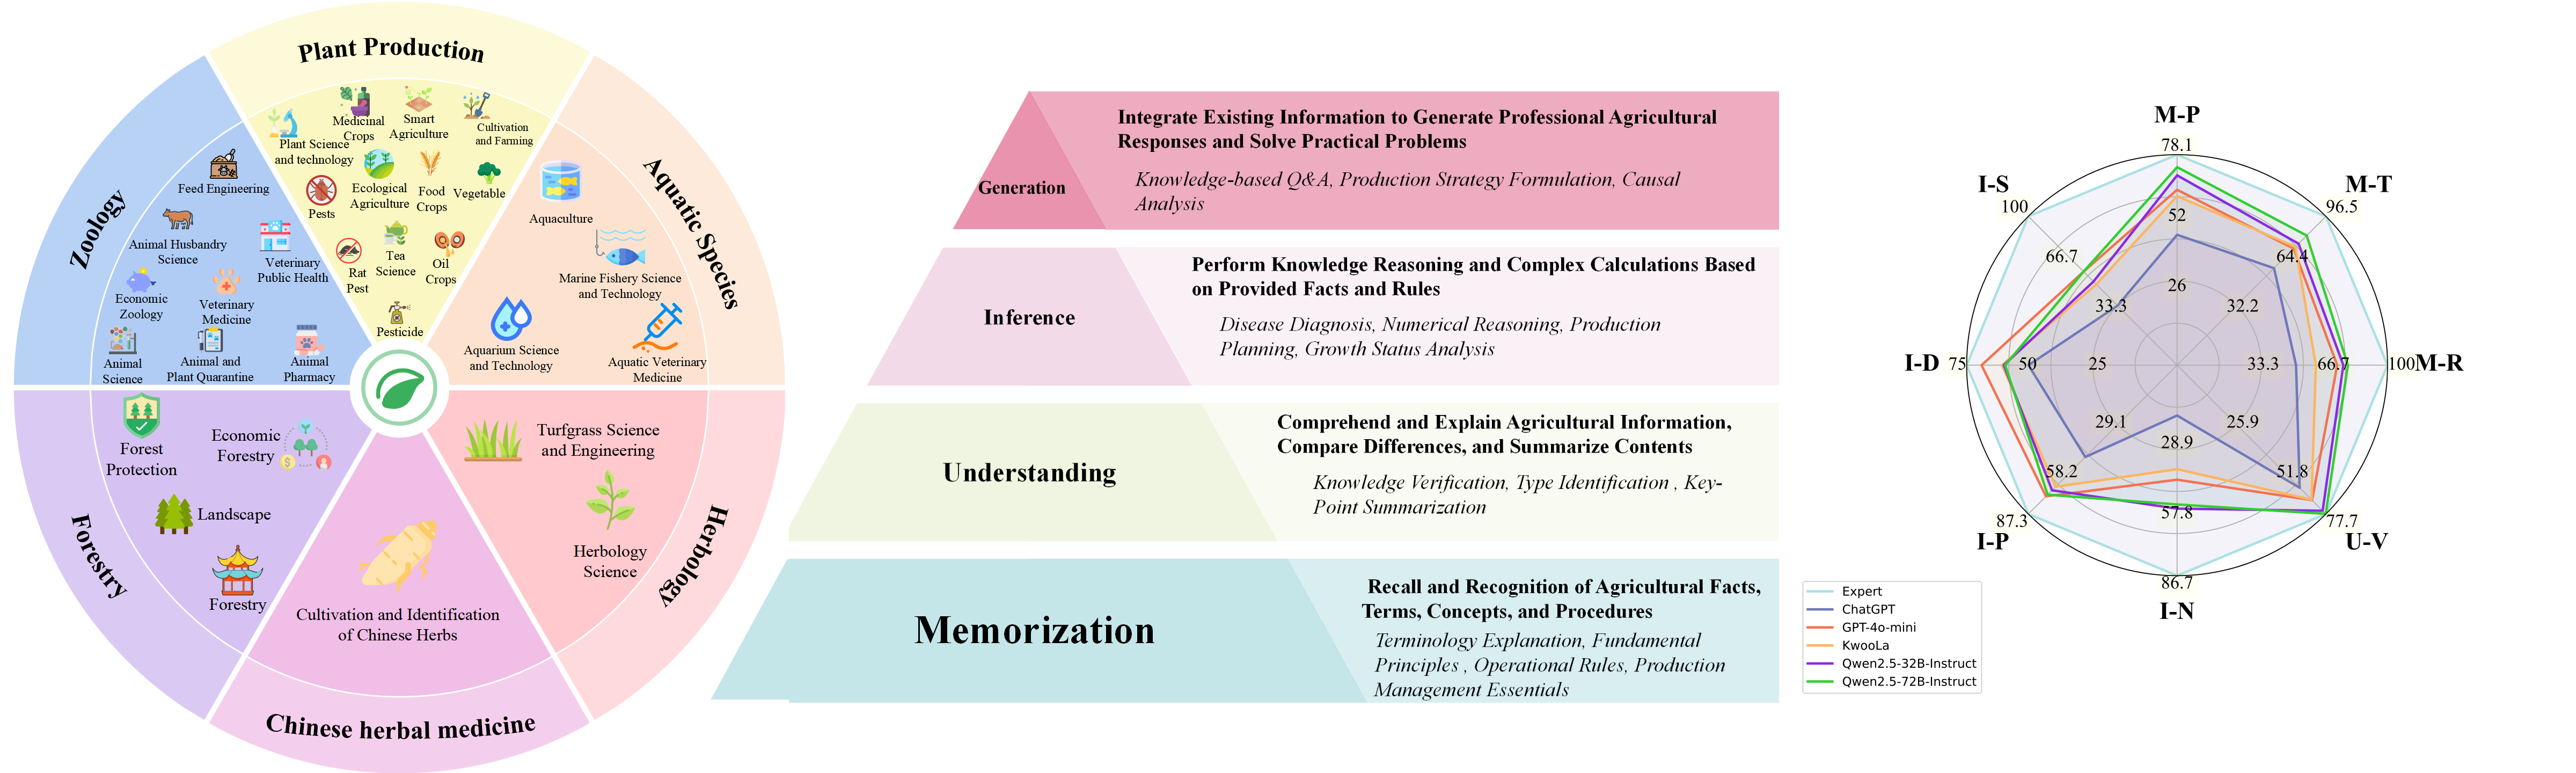 Plant Production
Plant Science
and technology
Medicinal
Crops
Smart
Agriculture
Cultivation
and Farming
Pests
Ecological
Agriculture
Food
Crops
Vegetable
Rat
Pest
Tea
Science
Oil
Crops
Pesticide
Aquatic Species
Aquaculture
Marine Fishery Science
and Technology
Aquarium Science
and Technology
Aquatic Veterinary
Medicine
Herbology
Turfgrass Science
and Engineering
Herbology
Science
Chinese herbal medicine
Cultivation and Identification
of Chinese Herbs
Forestry
Forest
Protection
Economic
Forestry
Landscape
Forestry
Zoology
Feed Engineering
Animal Husbandry
Science
Veterinary
Public Health
Economic
Zoology
Veterinary
Medicine
Animal
Science
Animal and
Plant Quarantine
Animal
Pharmacy
Generation
Integrate Existing Information to Generate Professional Agricultural
Responses and Solve Practical Problems
Knowledge-based Q&A, Production Strategy Formulation, Causal
Analysis
Inference
Perform Knowledge Reasoning and Complex Calculations Based
on Provided Facts and Rules
Disease Diagnosis, Numerical Reasoning, Production
Planning, Growth Status Analysis
Understanding
Comprehend and Explain Agricultural Information,
Compare Differences, and Summarize Contents
Knowledge Verification, Type Identification , Key-
Point Summarization
Memorization
Recall and Recognition of Agricultural Facts,
Terms, Concepts, and Procedures
Terminology Explanation, Fundamental
Principles , Operational Rules, Production
Management Essentials
M-P
78.1
52
26
M-T
96.5
64.4
32.2
M-R
100
66.7
33.3
U-V
77.7
51.8
25.9
I-N
86.7
57.8
28.9
I-P
87.3
58.2
29.1
I-D
75
50
25
I-S
100
66.7
33.3
Expert
ChatGPT
GPT-4o-mini
KwooLa
Qwen2.5-32B-Instruct
Qwen2.5-72B-Instruct